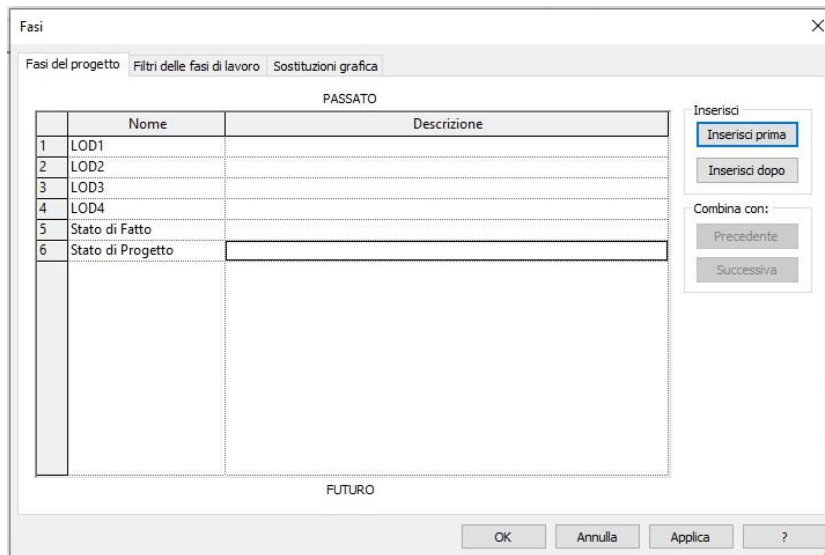 Fasi
Fasi del progetto Filtri delle fasi di lavoro Sostituzioni grafica
PASSATO
Nome Descrizione
1 LOD1
2 LOD2
3 LOD3
4 LOD4
5 Stato di Fatto
6 Stato di Progetto
FUTURO
Inserisci
Inserisci prima
Inserisci dopo
Combina con:
Precedente
Successiva
OK Annulla Applica ?